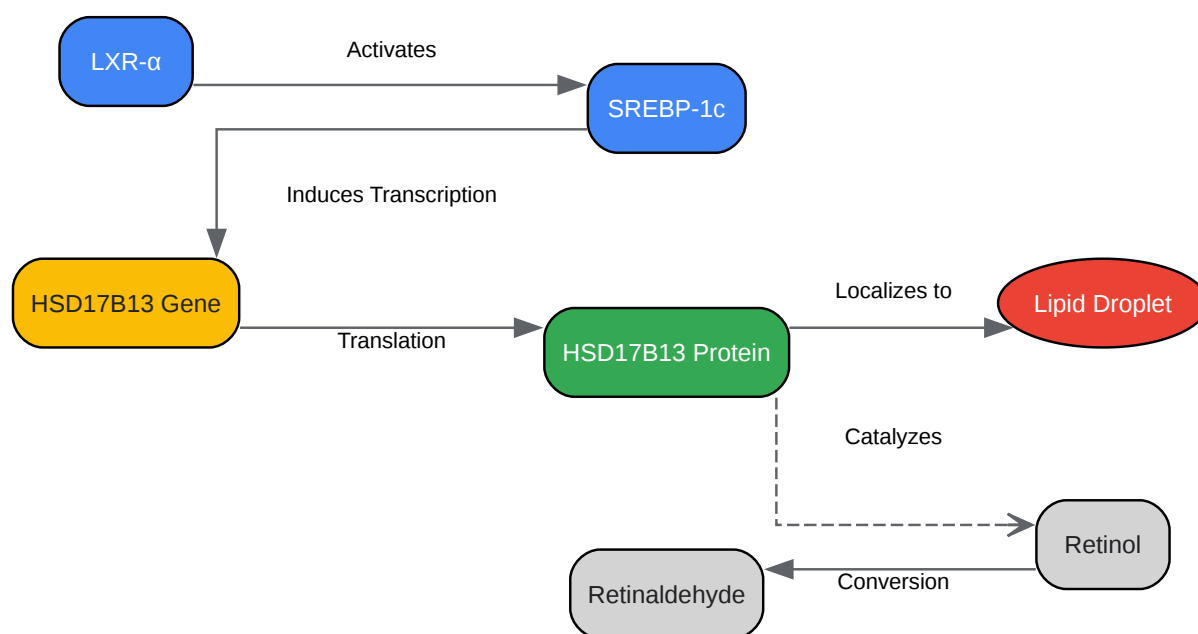 LXR-α
Activates
SREBP-1c
Induces Transcription
HSD17B13 Gene
Translation
HSD17B13 Protein
Localizes to
Lipid Droplet
Catalyzes
Retinol
Conversion
Retinaldehyde